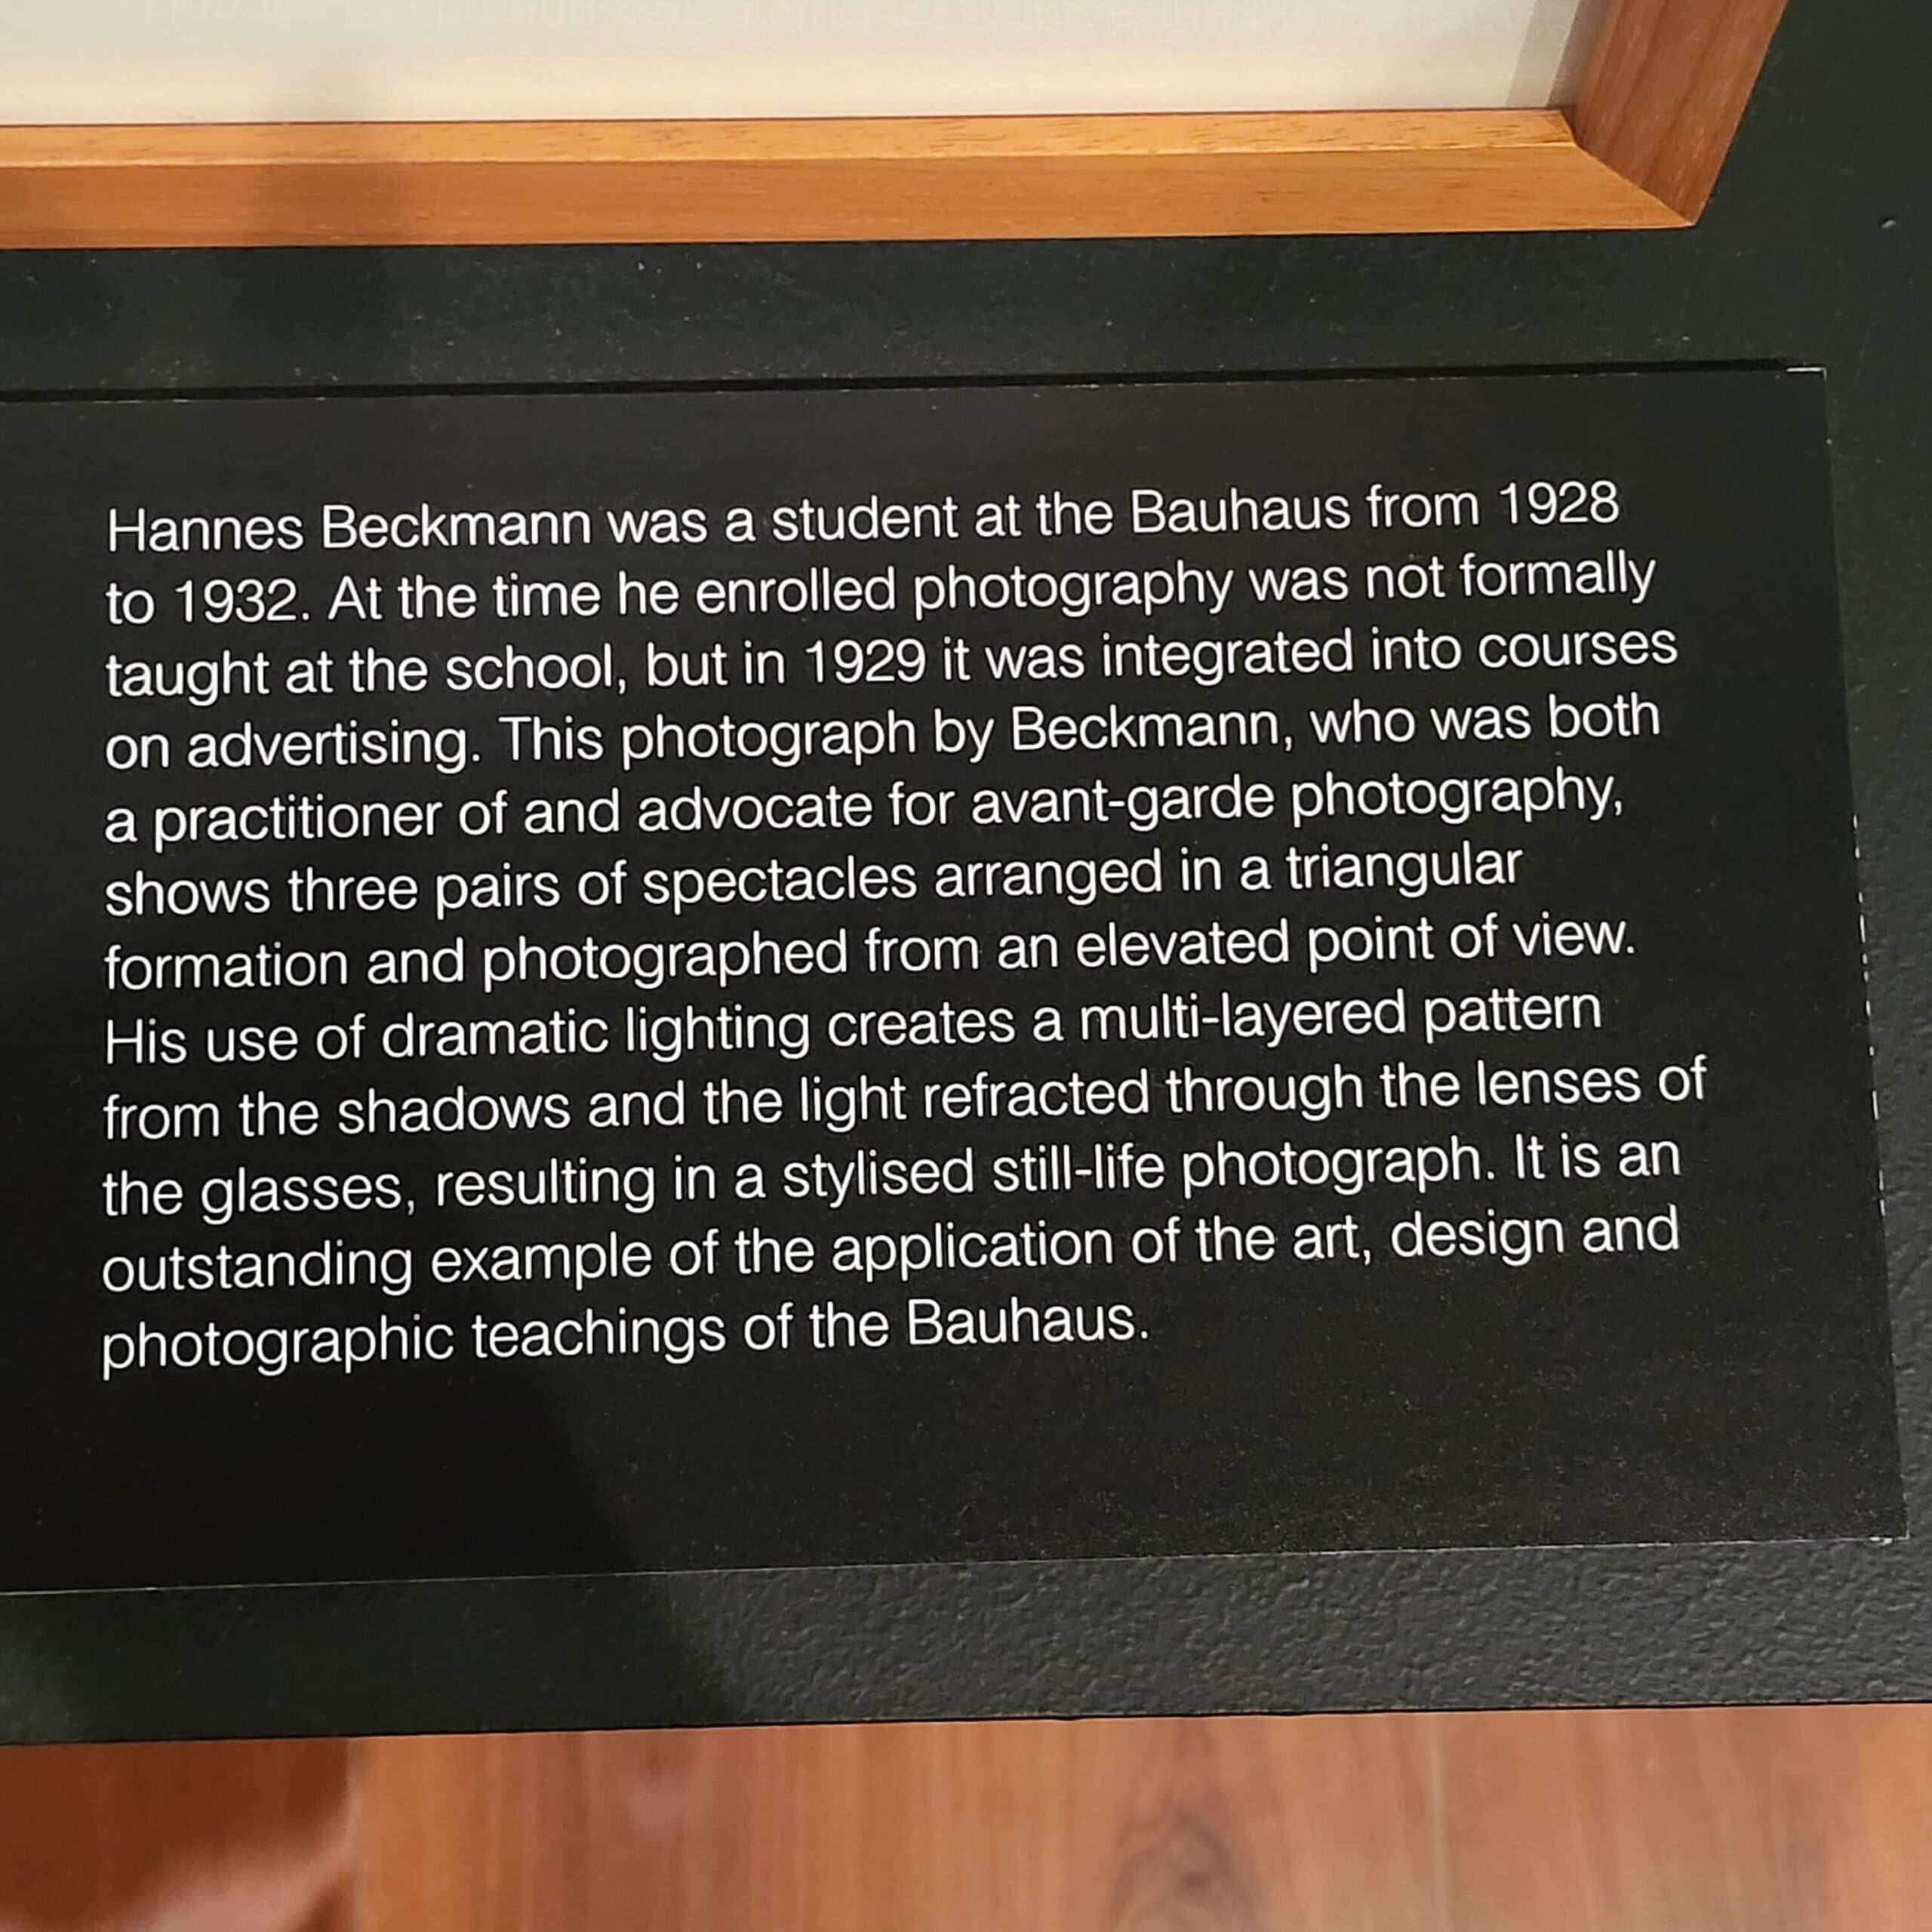 Hannes Beckmann was a student at the Bauhaus from 1928
to 1932. At the time he enrolled photography was not formally
taught at the school, but in 1929 it was integrated into courses
on advertising. This photograph by Beckmann, who was both
a practitioner of and advocate for avant-garde photography,
shows three pairs of spectacles arranged in a triangular
formation and photographed from an elevated point of view.
His use of dramatic lighting creates a multi-layered pattern
from the shadows and the light refracted through the lenses of
the glasses, resulting in a stylised still-life photograph. It is an
outstanding example of the application of the art, design and
photographic teachings of the Bauhaus.